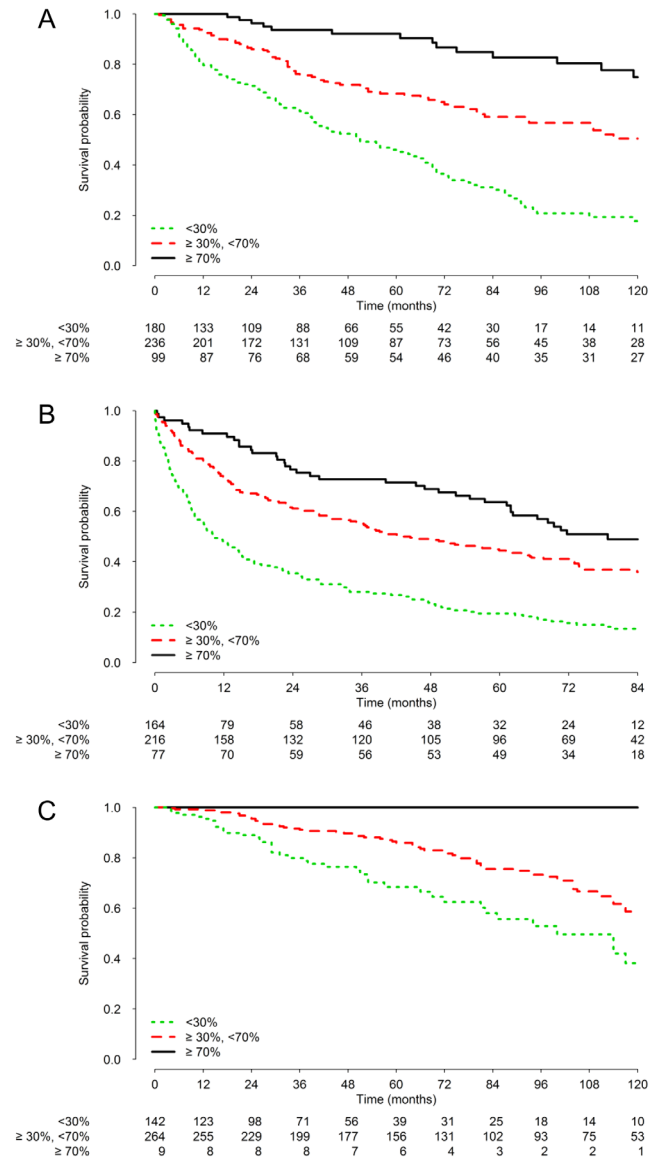 A
1.0
0.8
0.6
0.4
0.2
0.0
Survival probability
<30%
≥ 30%, <70%
≥ 70%
0 12 24 36 48 60 72 84 96 108 120
Time (months)
<30% 180 133 109 88 66 55 42 30 17 14 11
≥ 30%, <70% 236 201 172 131 109 87 73 56 45 38 28
≥ 70% 99 87 76 68 59 54 46 40 35 31 27
B
1.0
0.8
0.6
0.4
0.2
0.0
Survival probability
<30%
≥ 30%, <70%
≥ 70%
0 12 24 36 48 60 72 84
Time (months)
<30% 164 79 58 46 38 32 24 12
≥ 30%, <70% 216 158 132 120 105 96 69 42
≥ 70% 77 70 59 56 53 49 34 18
C
1.0
0.8
0.6
0.4
0.2
0.0
Survival probability
<30%
≥ 30%, <70%
≥ 70%
0 12 24 36 48 60 72 84 96 108 120
Time (months)
<30% 142 123 98 71 56 39 31 25 18 14 10
≥ 30%, <70% 264 255 229 199 177 156 131 102 93 75 53
≥ 70% 9 8 8 8 7 6 4 3 2 2 1